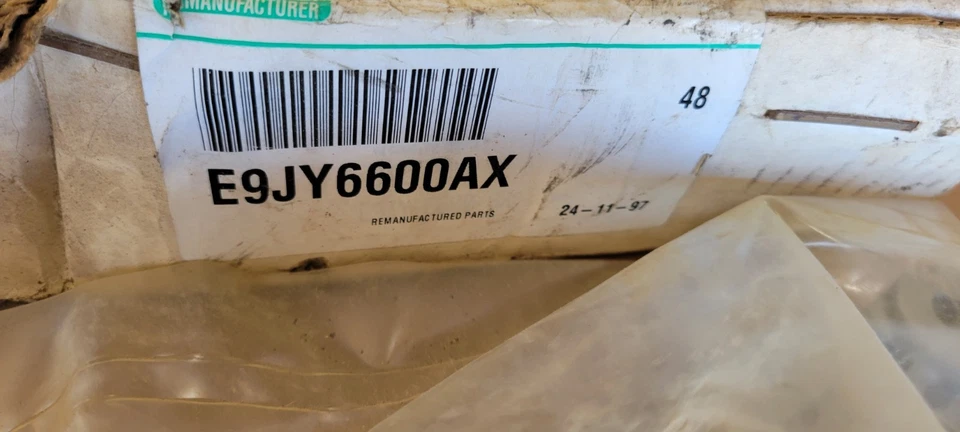 REMANUFACTURER
48
E9JY6600AX
REMANUFACTURED PARTS
24-11-97